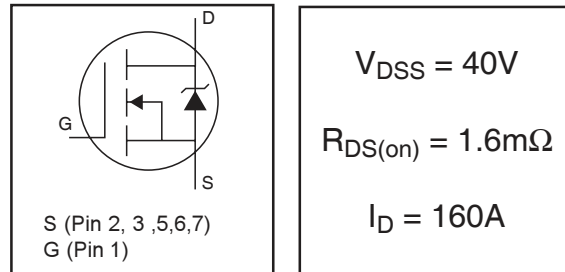 D
G
S
S (Pin 2, 3 ,5,6,7)
G (Pin 1)
VDSS = 40V
RDS(on) = 1.6mΩ
ID = 160A